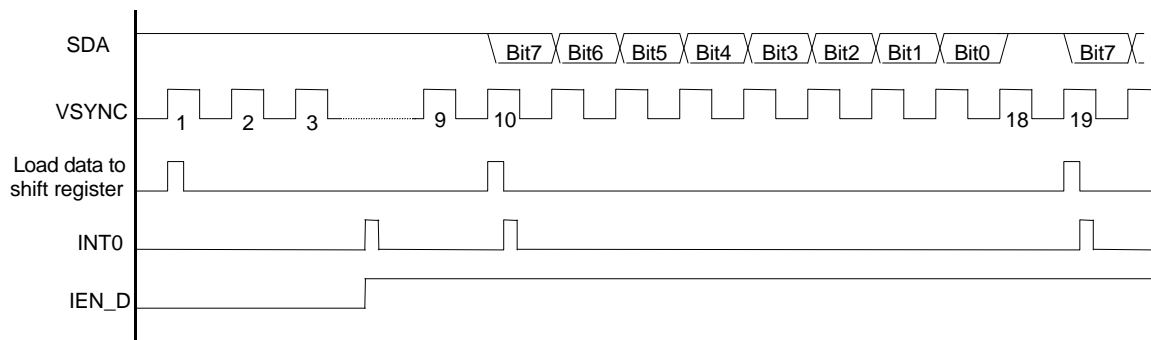 SDA
Bit7 Bit6 Bit5 Bit4 Bit3 Bit2 Bit1 Bit0 Bit7
VSYNC
1 2 3 9 10 18 19
Load data to
shift register
INT0
IEN_D